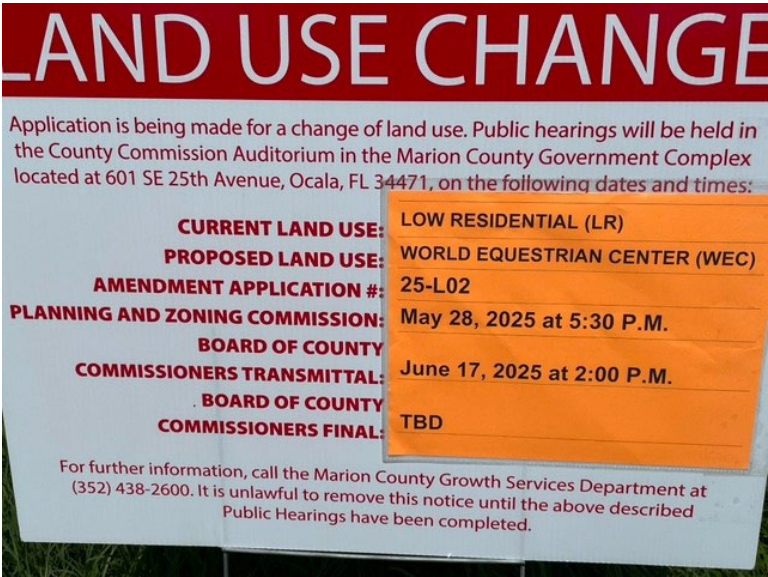 LAND USE CHANGE
Application is being made for a change of land use. Public hearings will be held in
the County Commission Auditorium in the Marion County Government Complex
located at 601 SE 25th Avenue, Ocala, FL 34471, on the following dates and times:
CURRENT LAND USE: LOW RESIDENTIAL (LR)
PROPOSED LAND USE: WORLD EQUESTRIAN CENTER (WEC)
AMENDMENT APPLICATION #: 25-L02
PLANNING AND ZONING COMMISSION: May 28, 2025 at 5:30 P.M.
BOARD OF COUNTY
COMMISSIONERS TRANSMITTAL: June 17, 2025 at 2:00 P.M.
BOARD OF COUNTY
COMMISSIONERS FINAL: TBD
For further information, call the Marion County Growth Services Department at
(352) 438-2600. It is unlawful to remove this notice until the above described
Public Hearings have been completed.